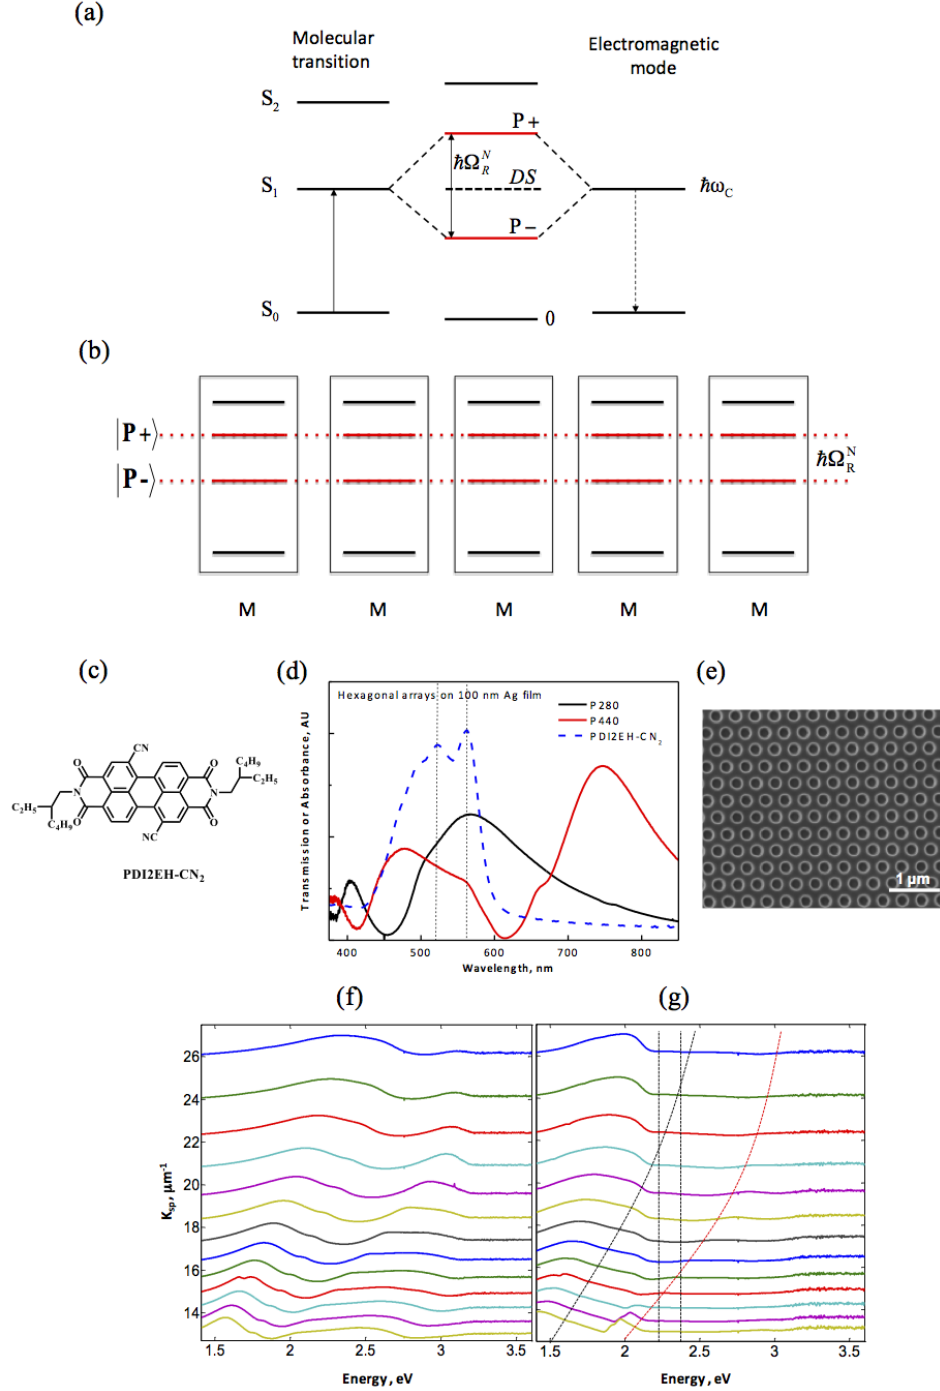 (a)
Molecular
transition
Electromagnetic
mode
S2
P+
ħΩ_R^N
S1
DS
ħω_C
P−
S0
0
(b)
|P+⟩
|P-⟩
ħΩ_R^N
M M M M M
(c)
(d)
(e)
CN
C4H9
C2H5
O
O
N
N
O
O
C2H5
C4H9
NC
PDI2EH-CN2
Transmission or Absorbance, AU
Hexagonal arrays on 100 nm Ag film
P280
P440
PDI2EH-CN2
400 500 600 700 800
Wavelength, nm
1 µm
(f)
(g)
Ksp, µm-1
26
24
22
20
18
16
14
1.5 2 2.5 3 3.5
1.5 2 2.5 3 3.5
Energy, eV
Energy, eV